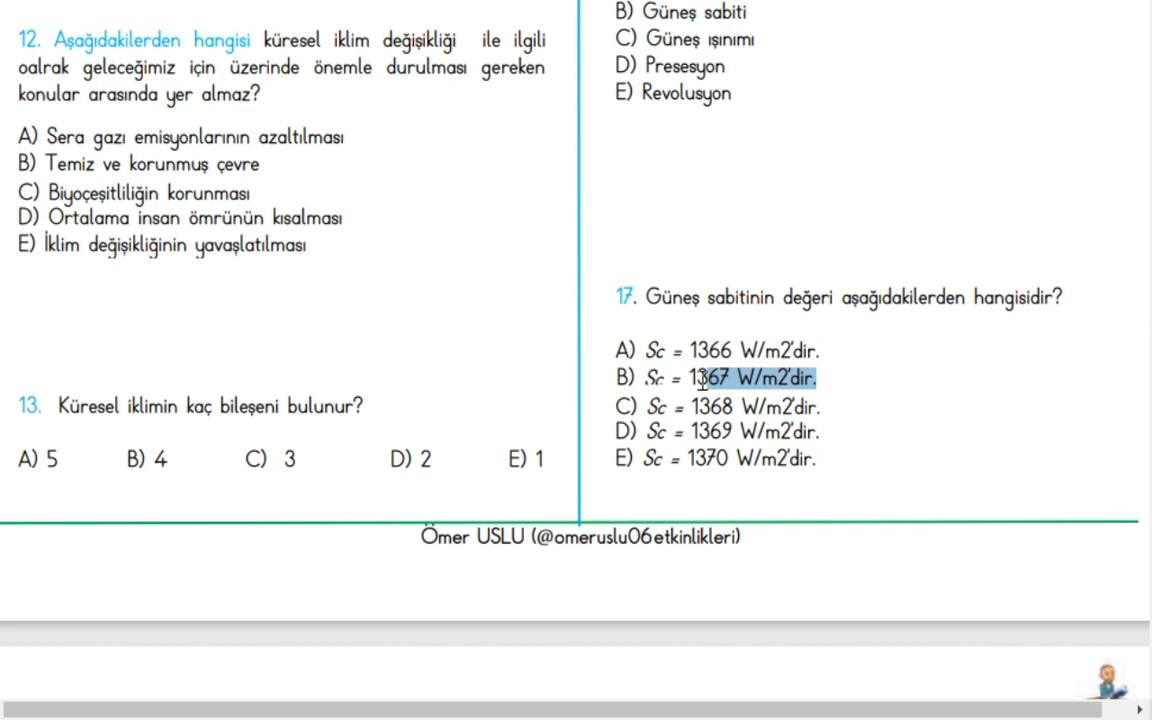 12. Aşağıdakilerden hangisi küresel iklim değişikliği ile ilgili
oalrak geleceğimiz için üzerinde önemle durulması gereken
konular arasında yer almaz?
A) Sera gazı emisyonlarının azaltılması
B) Temiz ve korunmuş çevre
C) Biyoçeşitliliğin korunması
D) Ortalama insan ömrünün kısalması
E) İklim değişikliğinin yavaşlatılması
13. Küresel iklimin kaç bileşeni bulunur?
A) 5 B) 4 C) 3 D) 2 E) 1
B) Güneş sabiti
C) Güneş ışınımı
D) Presesyon
E) Revolusyon
17. Güneş sabitinin değeri aşağıdakilerden hangisidir?
A) Sc = 1366 W/m2'dir.
B) Sc = 1367 W/m2'dir.
C) Sc = 1368 W/m2'dir.
D) Sc = 1369 W/m2'dir.
E) Sc = 1370 W/m2'dir.
Ömer USLU (@omeruslu06etkinlikleri)